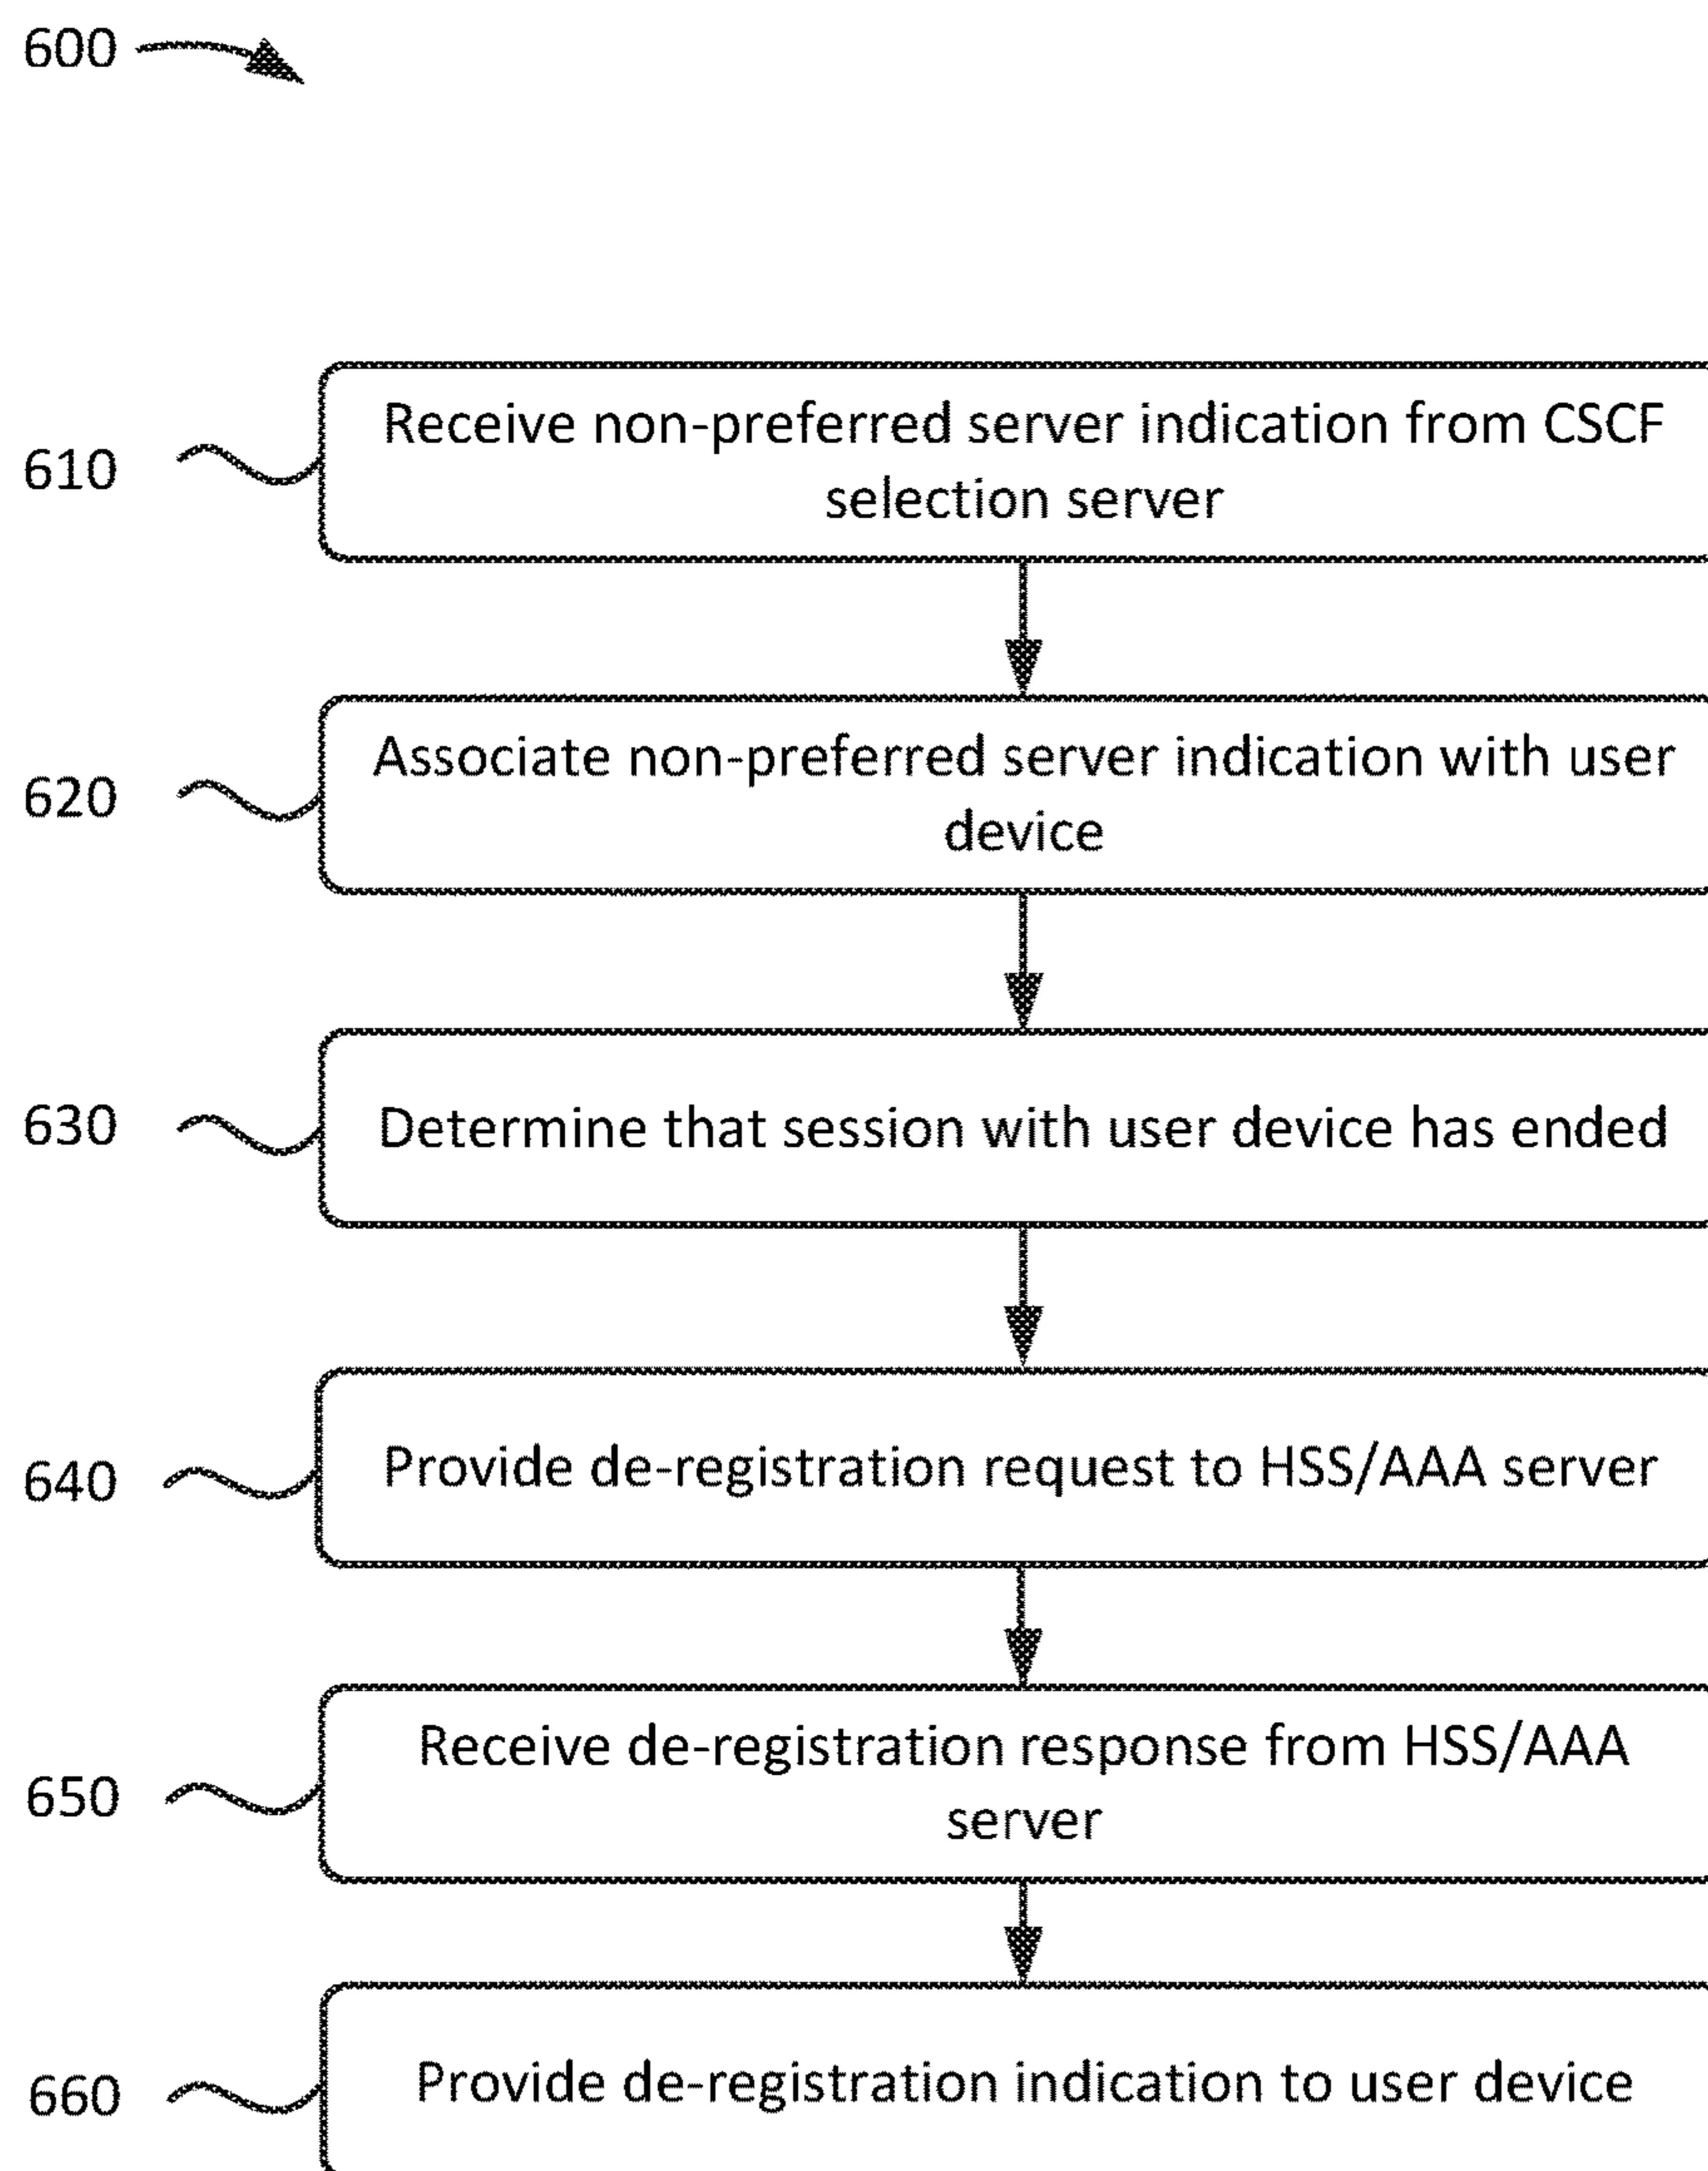 600
610
Receive non-preferred server indication from CSCF
selection server
620
Associate non-preferred server indication with user
device
630
Determine that session with user device has ended
640
Provide de-registration request to HSS/AAA server
650
Receive de-registration response from HSS/AAA
server
660
Provide de-registration indication to user device